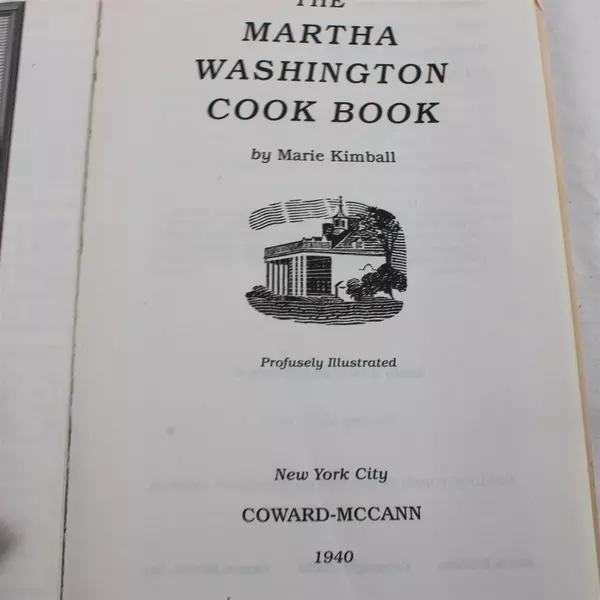 THE
MARTHA
WASHINGTON
COOK BOOK
by Marie Kimball
Profusely Illustrated
New York City
COWARD-MCCANN
1940